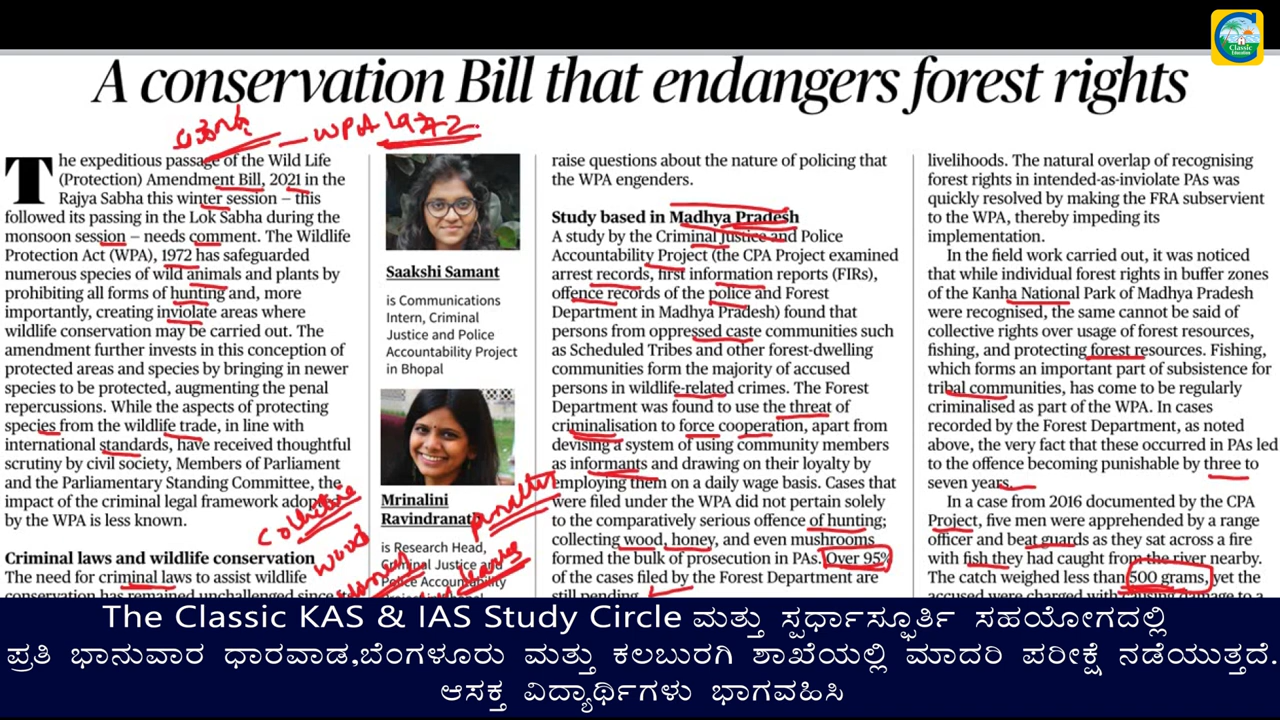 Classic
Education
A conservation Bill that endangers forest rights
WPA 1972
The expeditious passage of the Wild Life
(Protection) Amendment Bill, 2021 in the
Rajya Sabha this winter session – this
followed its passing in the Lok Sabha during the
monsoon session – needs comment. The Wildlife
Protection Act (WPA), 1972 has safeguarded
numerous species of wild animals and plants by
prohibiting all forms of hunting and, more
importantly, creating inviolate areas where
wildlife conservation may be carried out. The
amendment further invests in this conception of
protected areas and species by bringing in newer
species to be protected, augmenting the penal
repercussions. While the aspects of protecting
species from the wildlife trade, in line with
international standards, have received thoughtful
scrutiny by civil society, Members of Parliament
and the Parliamentary Standing Committee, the
impact of the criminal legal framework adopted
by the WPA is less known.
Criminal laws and wildlife conservation
The need for criminal laws to assist wildlife
conservation has remained unchallenged since
wood
Saakshi Samant
is Communications
Intern, Criminal
Justice and Police
Accountability Project
in Bhopal
Mrinalini
Ravindranath
is Research Head,
Criminal Justice and
Police Accountability
raise questions about the nature of policing that
the WPA engenders.
Study based in Madhya Pradesh
A study by the Criminal Justice and Police
Accountability Project (the CPA Project examined
arrest records, first information reports (FIRs),
offence records of the police and Forest
Department in Madhya Pradesh) found that
persons from oppressed caste communities such
as Scheduled Tribes and other forest-dwelling
communities form the majority of accused
persons in wildlife-related crimes. The Forest
Department was found to use the threat of
criminalisation to force cooperation, apart from
devising a system of using community members
as informants and drawing on their loyalty by
employing them on a daily wage basis. Cases that
were filed under the WPA did not pertain solely
to the comparatively serious offence of hunting;
collecting wood, honey, and even mushrooms
formed the bulk of prosecution in PAs. Over 95%
of the cases filed by the Forest Department are
still pending.
livelihoods. The natural overlap of recognising
forest rights in intended-as-inviolate PAs was
quickly resolved by making the FRA subservient
to the WPA, thereby impeding its
implementation.
In the field work carried out, it was noticed
that while individual forest rights in buffer zones
of the Kanha National Park of Madhya Pradesh
were recognised, the same cannot be said of
collective rights over usage of forest resources,
fishing, and protecting forest resources. Fishing,
which forms an important part of subsistence for
tribal communities, has come to be regularly
criminalised as part of the WPA. In cases
recorded by the Forest Department, as noted
above, the very fact that these occurred in PAs led
to the offence becoming punishable by three to
seven years.
In a case from 2016 documented by the CPA
Project, five men were apprehended by a range
officer and beat guards as they sat across a fire
with fish they had caught from the river nearby.
The catch weighed less than 500 grams, yet the
accused were charged with damage to a
The Classic KAS & IAS Study Circle ಮತ್ತು ಸ್ಪರ್ಧಾಸ್ಫೂರ್ತಿ ಸಹಯೋಗದಲ್ಲಿ
ಪ್ರತಿ ಭಾನುವಾರ ಧಾರವಾಡ,ಬೆಂಗಳೂರು ಮತ್ತು ಕಲಬುರಗಿ ಶಾಖೆಯಲ್ಲಿ ಮಾದರಿ ಪರೀಕ್ಷೆ ನಡೆಯುತ್ತದೆ.
ಆಸಕ್ತ ವಿದ್ಯಾರ್ಥಿಗಳು ಭಾಗವಹಿಸಿ